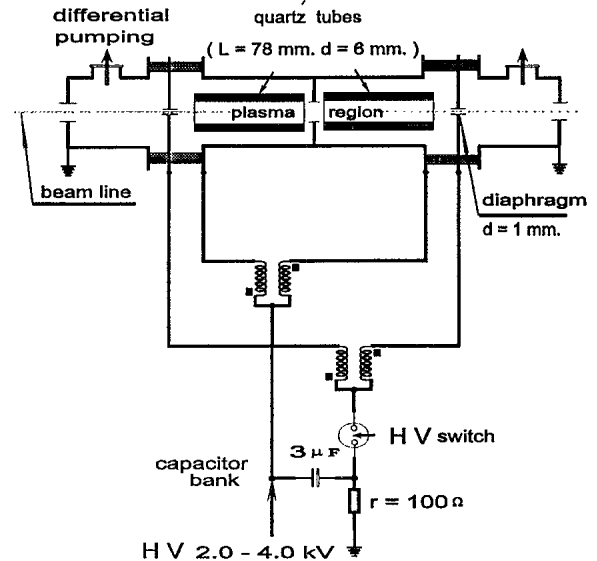 differential
pumping
quartz tubes
( L = 78 mm. d = 6 mm. )
plasma
region
beam line
diaphragm
d = 1 mm.
H V switch
3 μF
capacitor
bank
r = 100 Ω
H V 2.0 - 4.0 kV